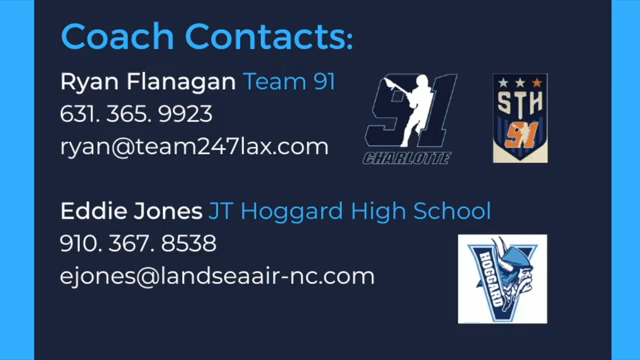 Coach Contacts:
Ryan Flanagan Team 91
631. 365. 9923
ryan@team247lax.com
91
CHARLOTTE
STH
91
Eddie Jones JT Hoggard High School
910. 367. 8538
ejones@landseaair-nc.com
HOGGARD